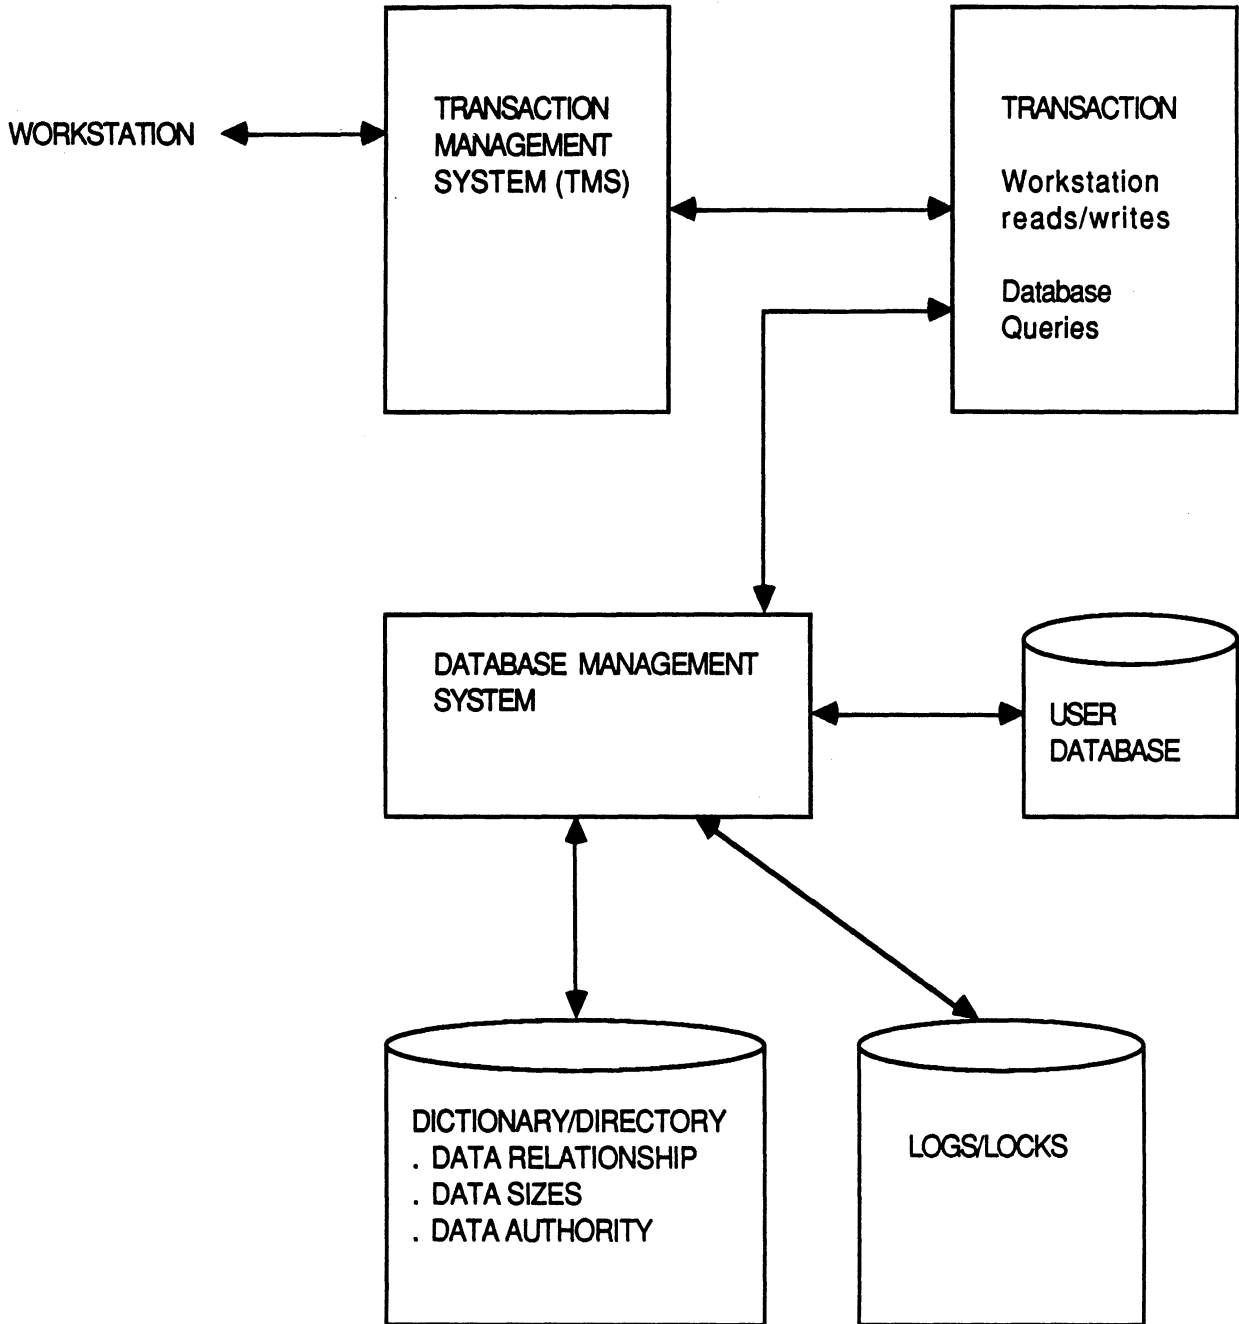 WORKSTATION
TRANSACTION
MANAGEMENT
SYSTEM (TMS)
TRANSACTION
Workstation
reads/writes
Database
Queries
DATABASE MANAGEMENT
SYSTEM
USER
DATABASE
DICTIONARY/DIRECTORY
. DATA RELATIONSHIP
. DATA SIZES
. DATA AUTHORITY
LOGS/LOCKS